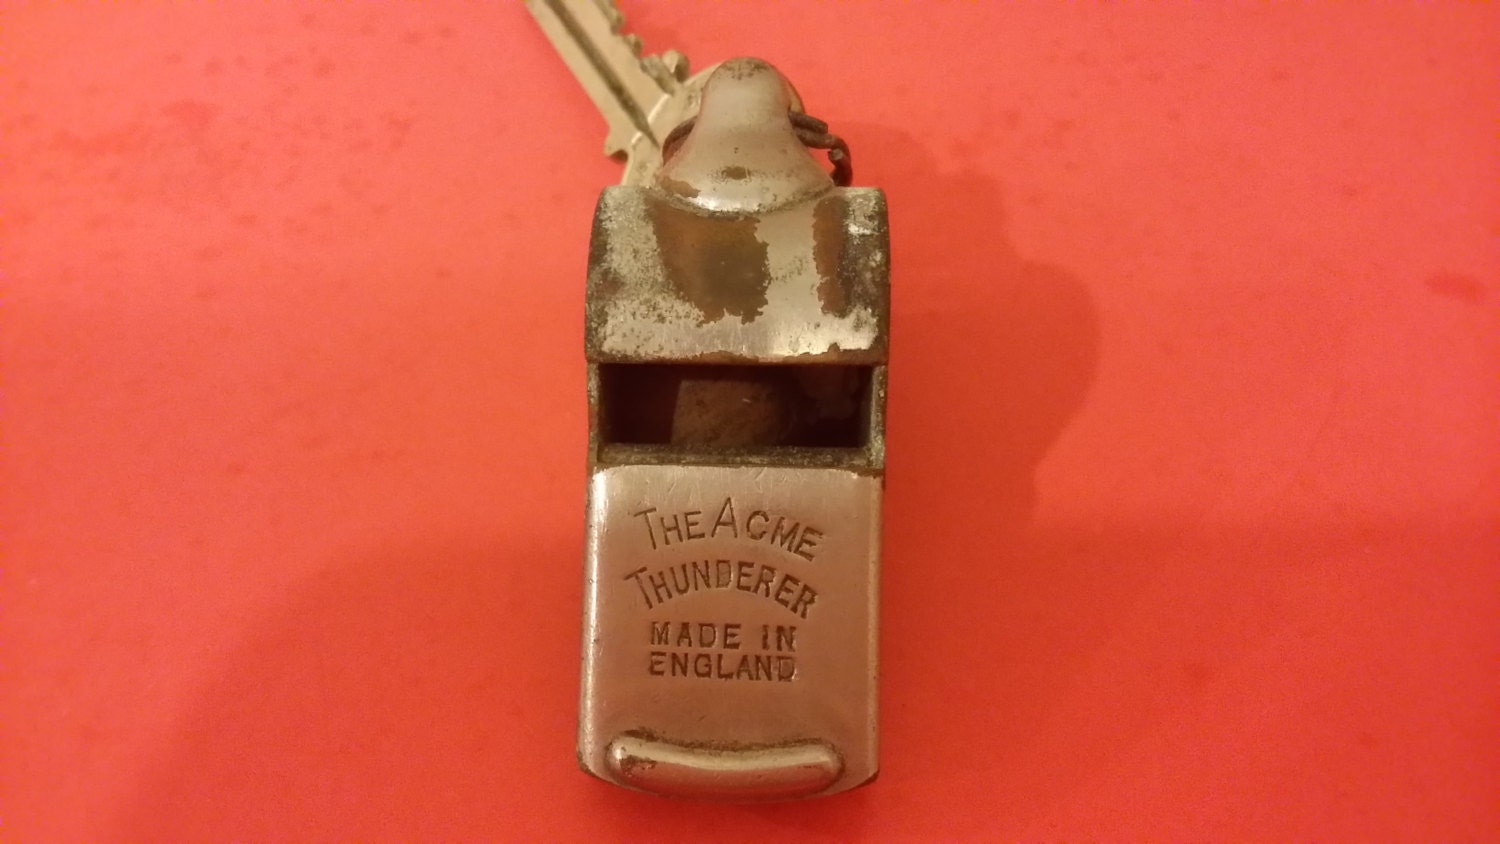 THE ACME
THUNDERER
MADE IN
ENGLAND